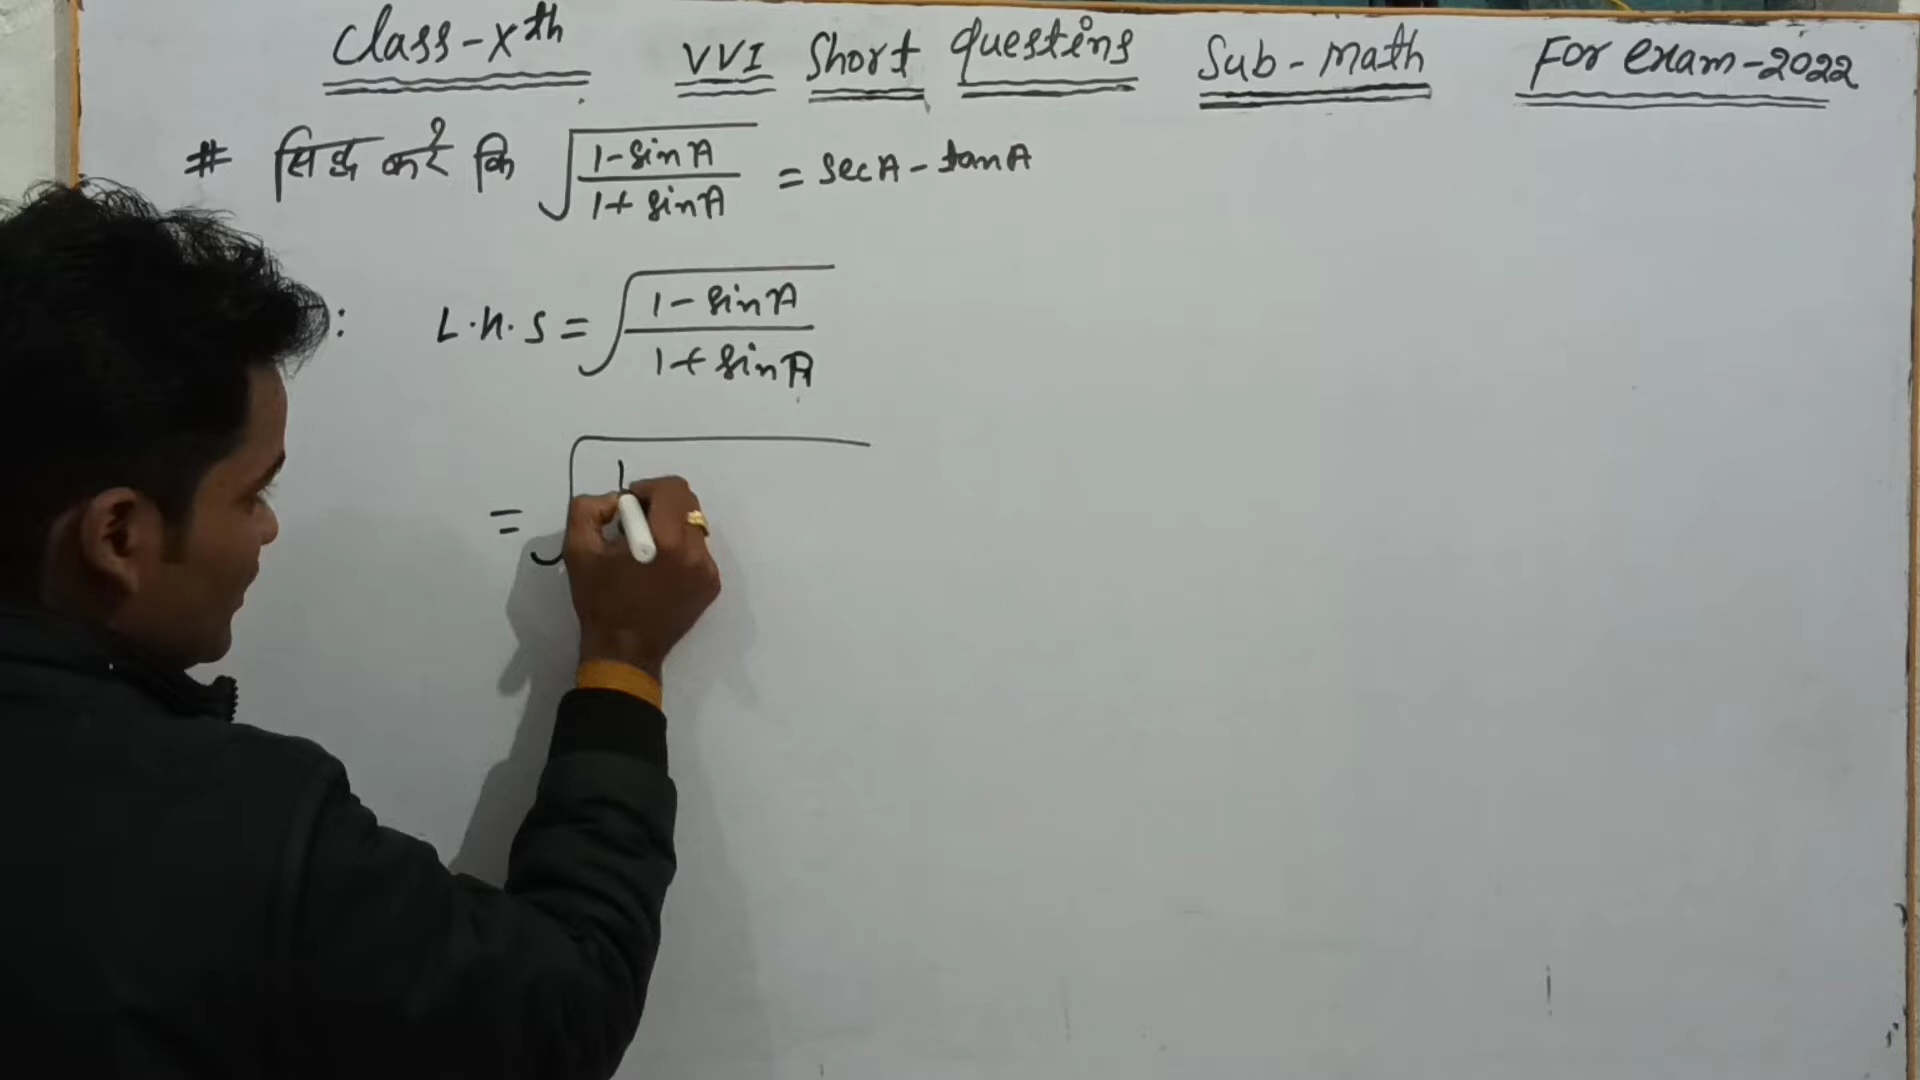 Class-Xth VVI Short Questins Sub-Math For exam-2022
# सिद्ध करें कि √(1-sinA / 1+sinA) = secA - tanA
: L.H.S = √(1-sinA / 1+sinA)
= √(1